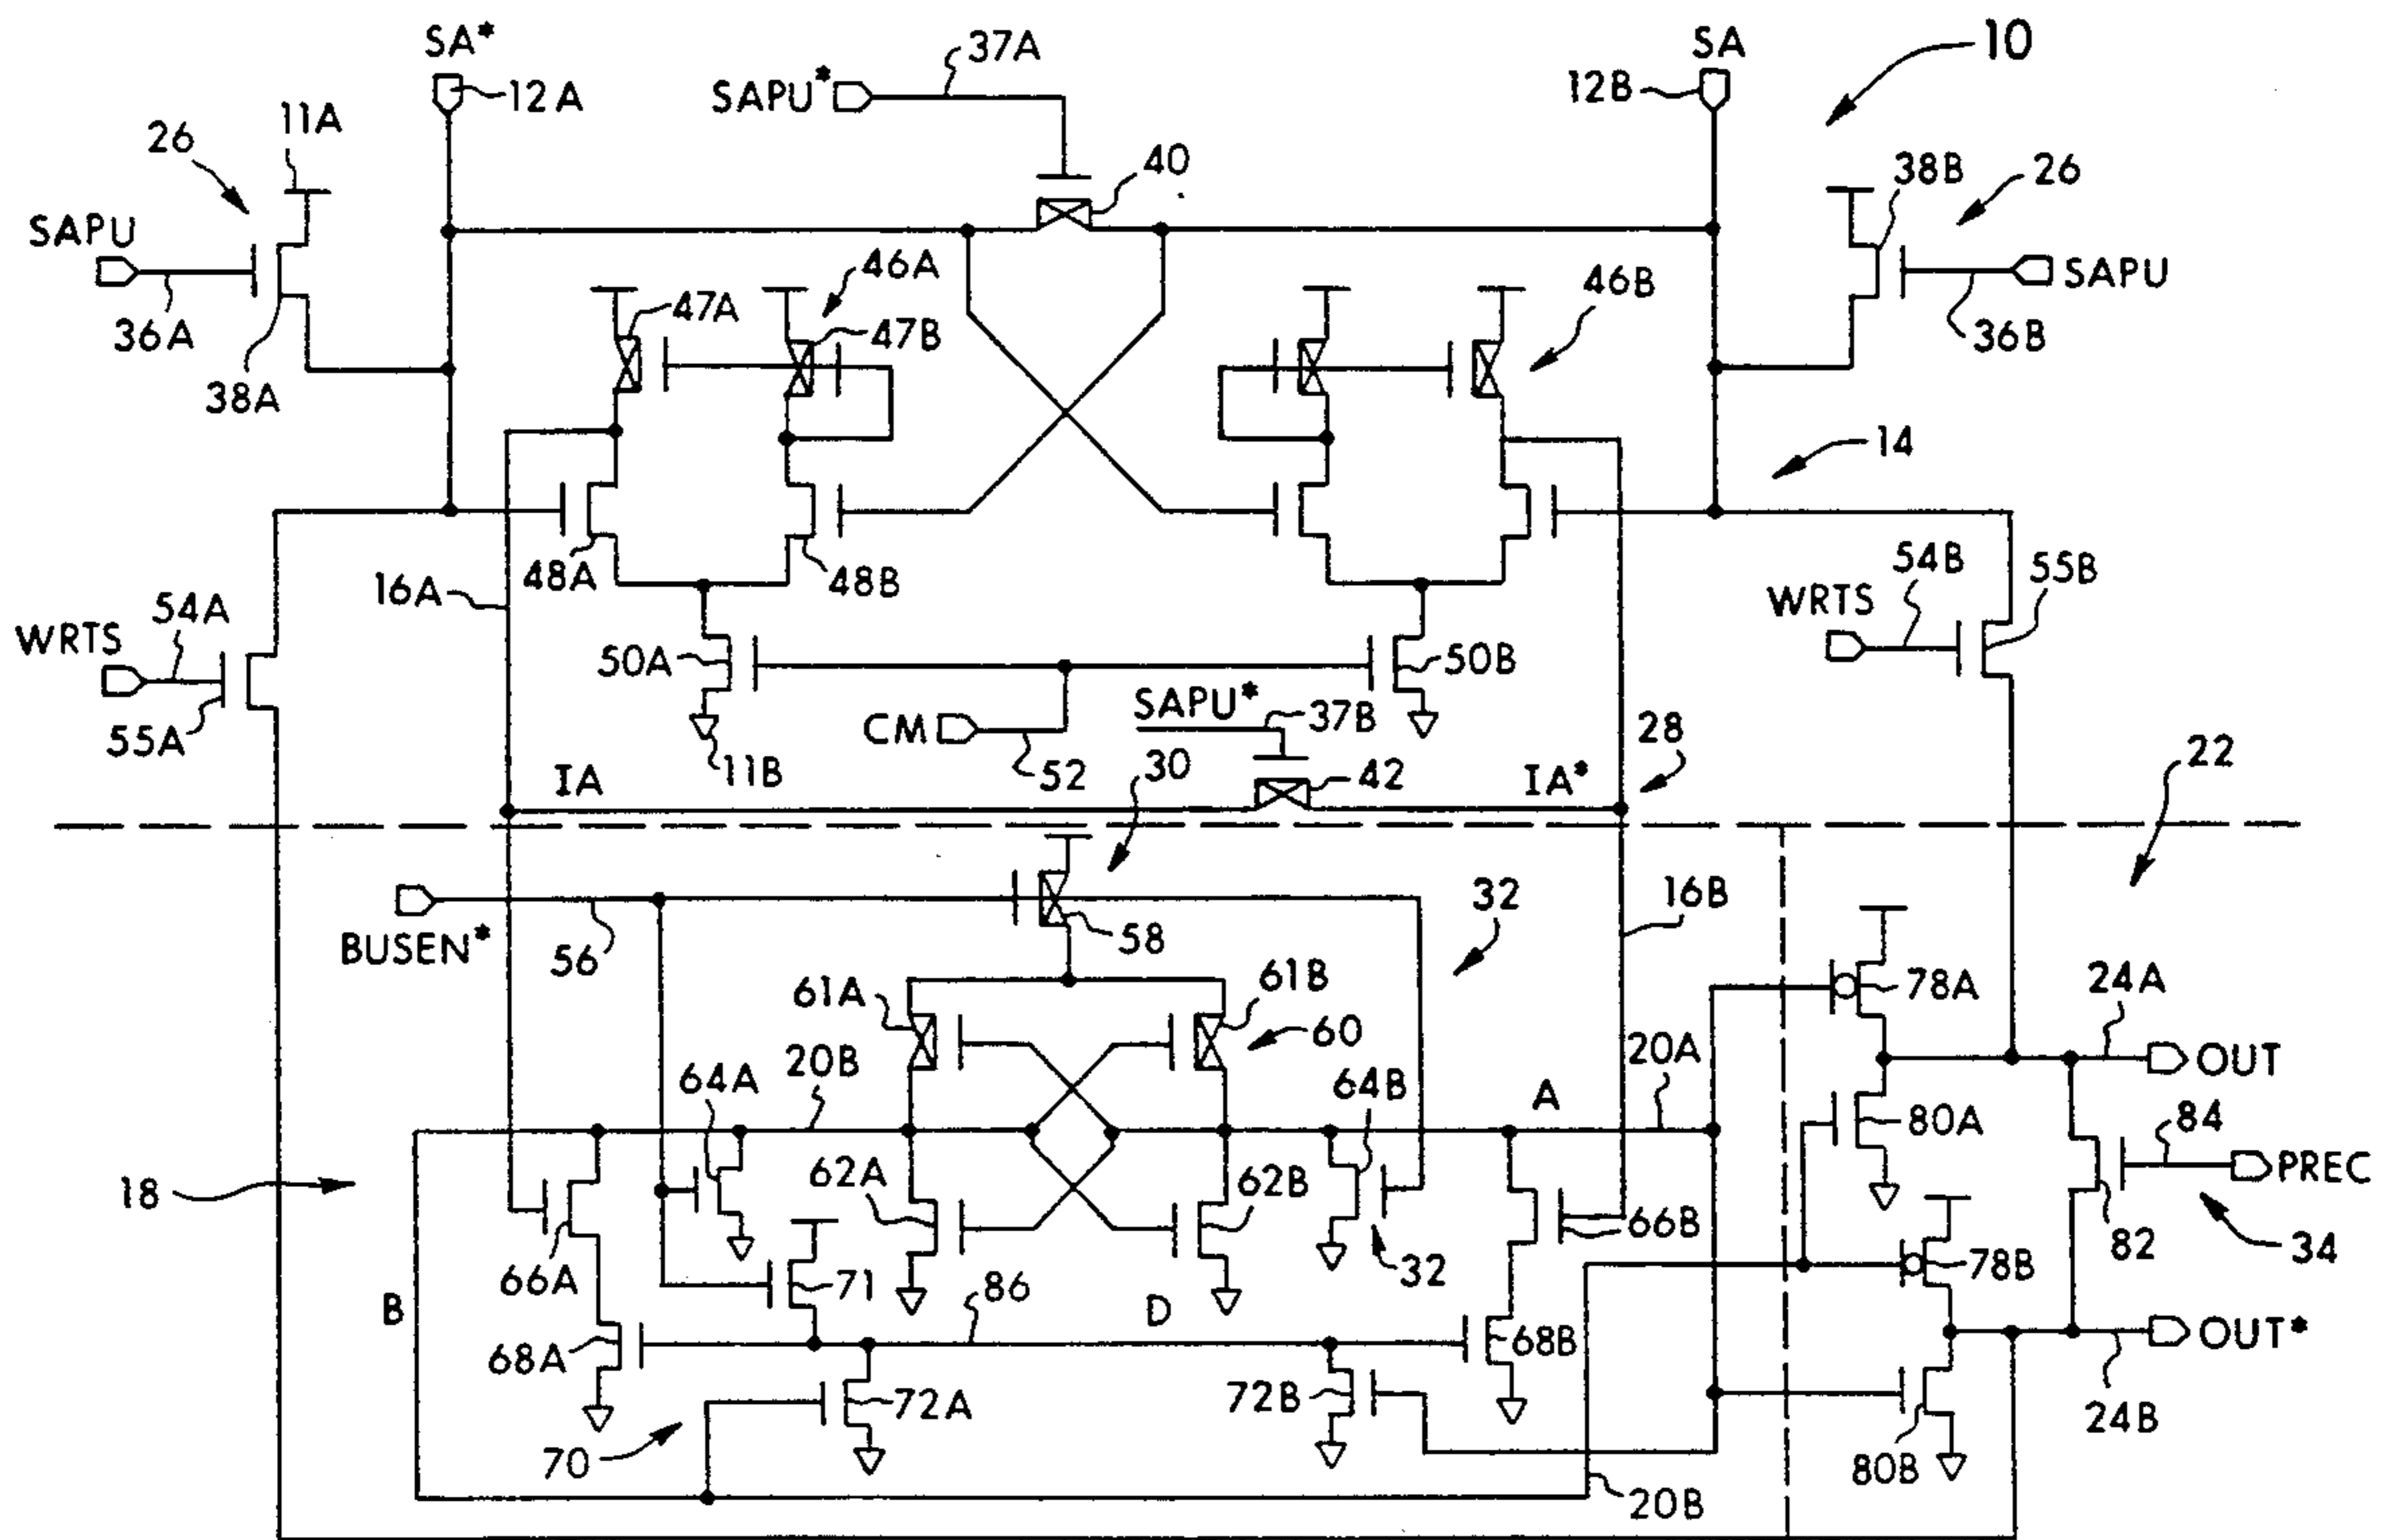 SA*
37A
SA
10
SAPU*
12A
12B
11A
26
40
38B
26
SAPU
46A
SAPU
47A
46B
36A
47B
36B
38A
14
48A
48B
16A
54B
55B
54A
WRTS
WRTS
50A
50B
SAPU*
37B
55A
CM
28
11B
52
30
22
IA
42
IA*
16B
32
BUSEN*
56
58
61A
61B
78A
24A
60
20B
20A
OUT
64A
64B
A
80A
84
18
62A
62B
PREC
66B
82
34
66A
71
32
78B
B
86
D
68A
68B
OUT*
72A
72B
24B
70
80B
20B